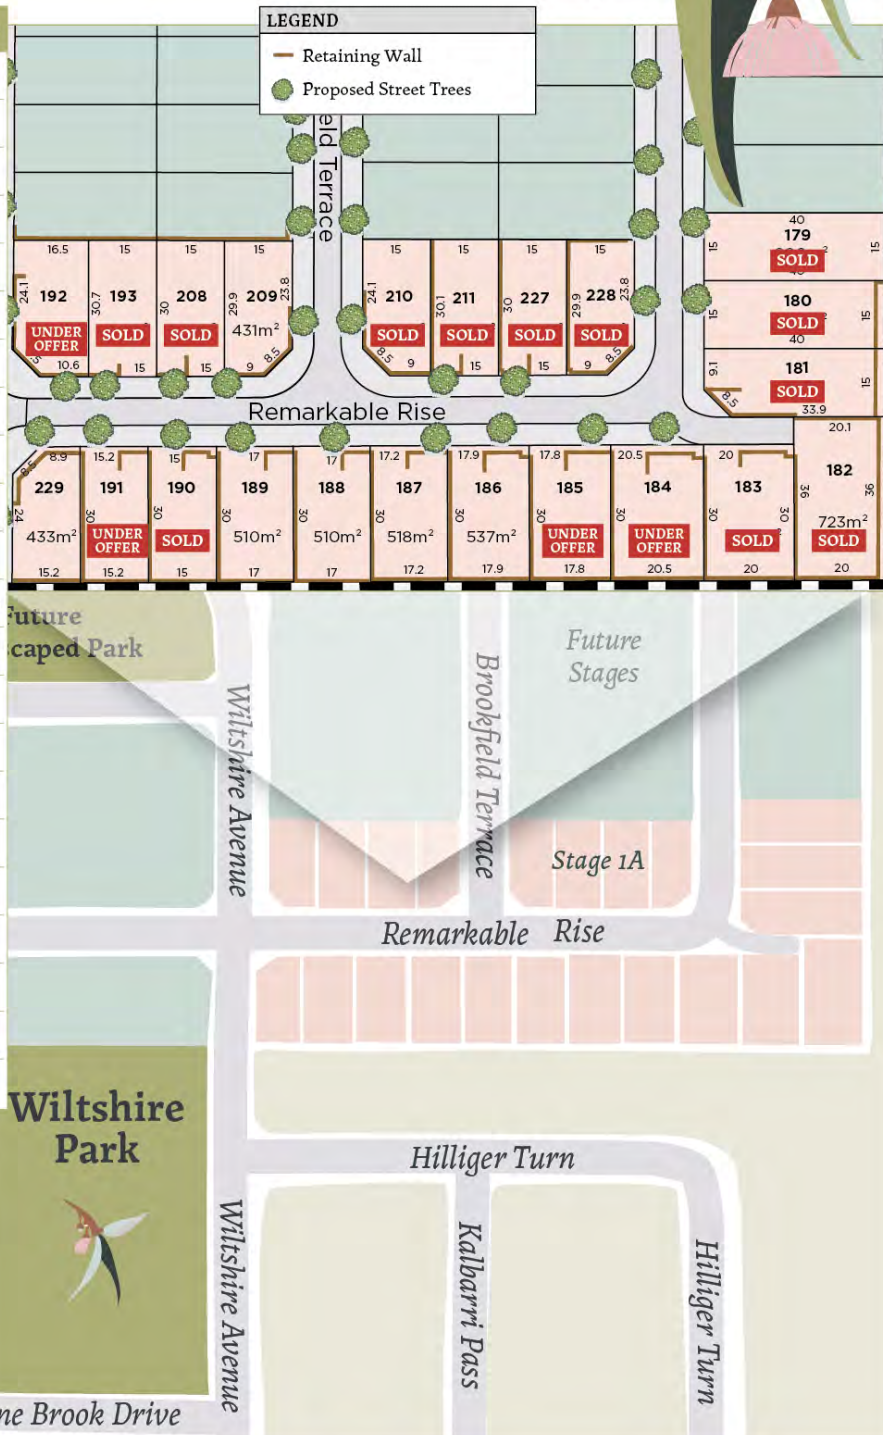 LEGEND
Retaining Wall
Proposed Street Trees
eld Terrace
40
179
15
15
SOLD
180
15
15
SOLD
40
181
9.1
15
SOLD
8.5
33.9
16.5
15
15
15
24.1
192
30.7
193
30
208
29.9
209
23.8
UNDER
OFFER
SOLD
SOLD
431m²
10.6
15
15
9
8.5
15
15
15
15
24.1
210
30.1
211
30
227
29.9
228
23.8
SOLD
SOLD
SOLD
SOLD
8.5
9
15
15
9
8.5
Remarkable Rise
8.5
8.9
15.2
15
17
17
17.2
17.9
17.8
20.5
20
20.1
229
191
190
189
188
187
186
185
184
183
182
24
30
30
30
30
30
30
30
30
30
36
36
433m²
UNDER
OFFER
SOLD
510m²
510m²
518m²
537m²
UNDER
OFFER
UNDER
OFFER
SOLD
723m²
SOLD
15.2
15.2
15
17
17
17.2
17.9
17.8
20.5
20
20
Future
scaped Park
Future
Stages
Wiltshire Avenue
Brookfield Terrace
Stage 1A
Remarkable Rise
Wiltshire
Park
Hilliger Turn
Wiltshire Avenue
Kalbarri Pass
Hilliger Turn
ne Brook Drive